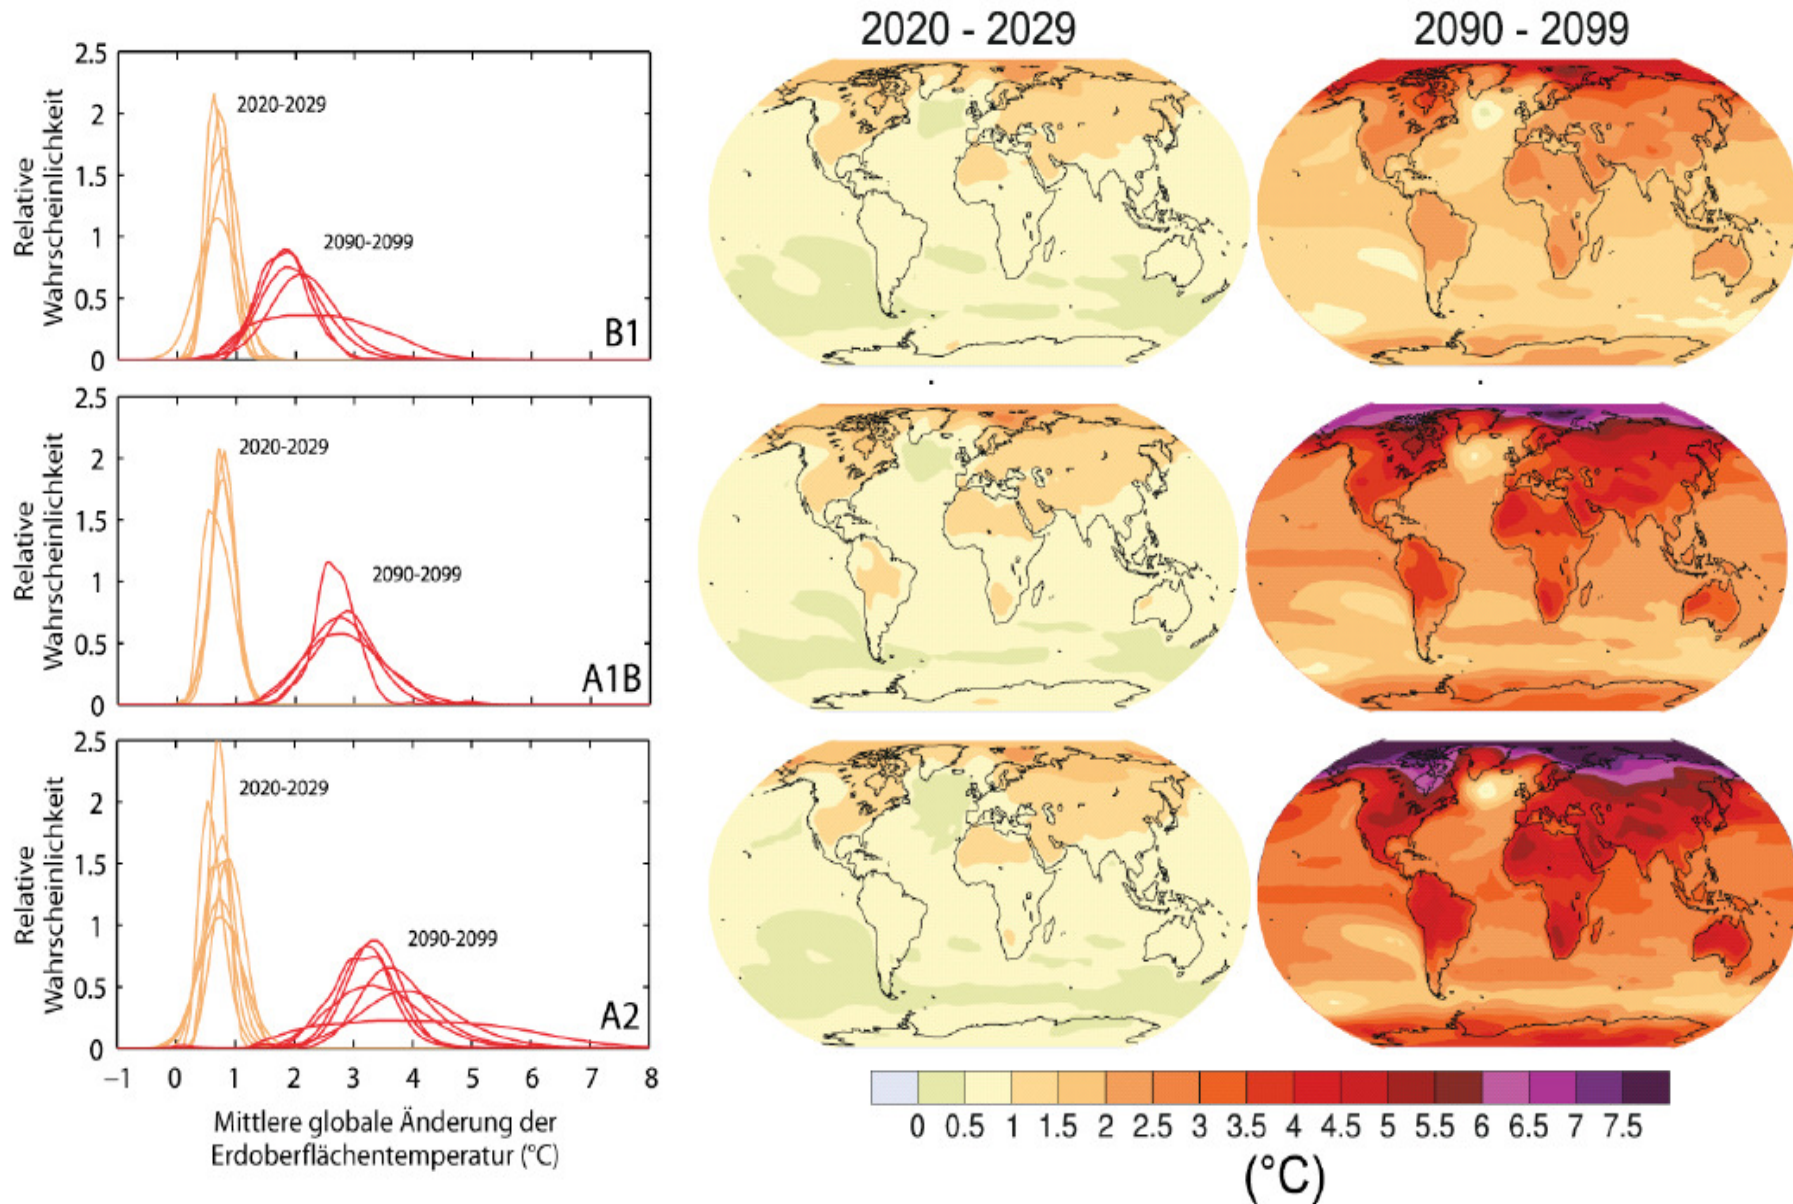 2020 - 2029
2090 - 2099
2.5
2
1.5
1
0.5
0
Relative
Wahrscheinlichkeit
2020-2029
2090-2099
B1
2.5
2
1.5
1
0.5
0
Relative
Wahrscheinlichkeit
2020-2029
2090-2099
A1B
2.5
2
1.5
1
0.5
0
Relative
Wahrscheinlichkeit
2020-2029
2090-2099
A2
−1 0 1 2 3 4 5 6 7 8
Mittlere globale Änderung der
Erdoberflächentemperatur (°C)
0 0.5 1 1.5 2 2.5 3 3.5 4 4.5 5 5.5 6 6.5 7 7.5
(°C)